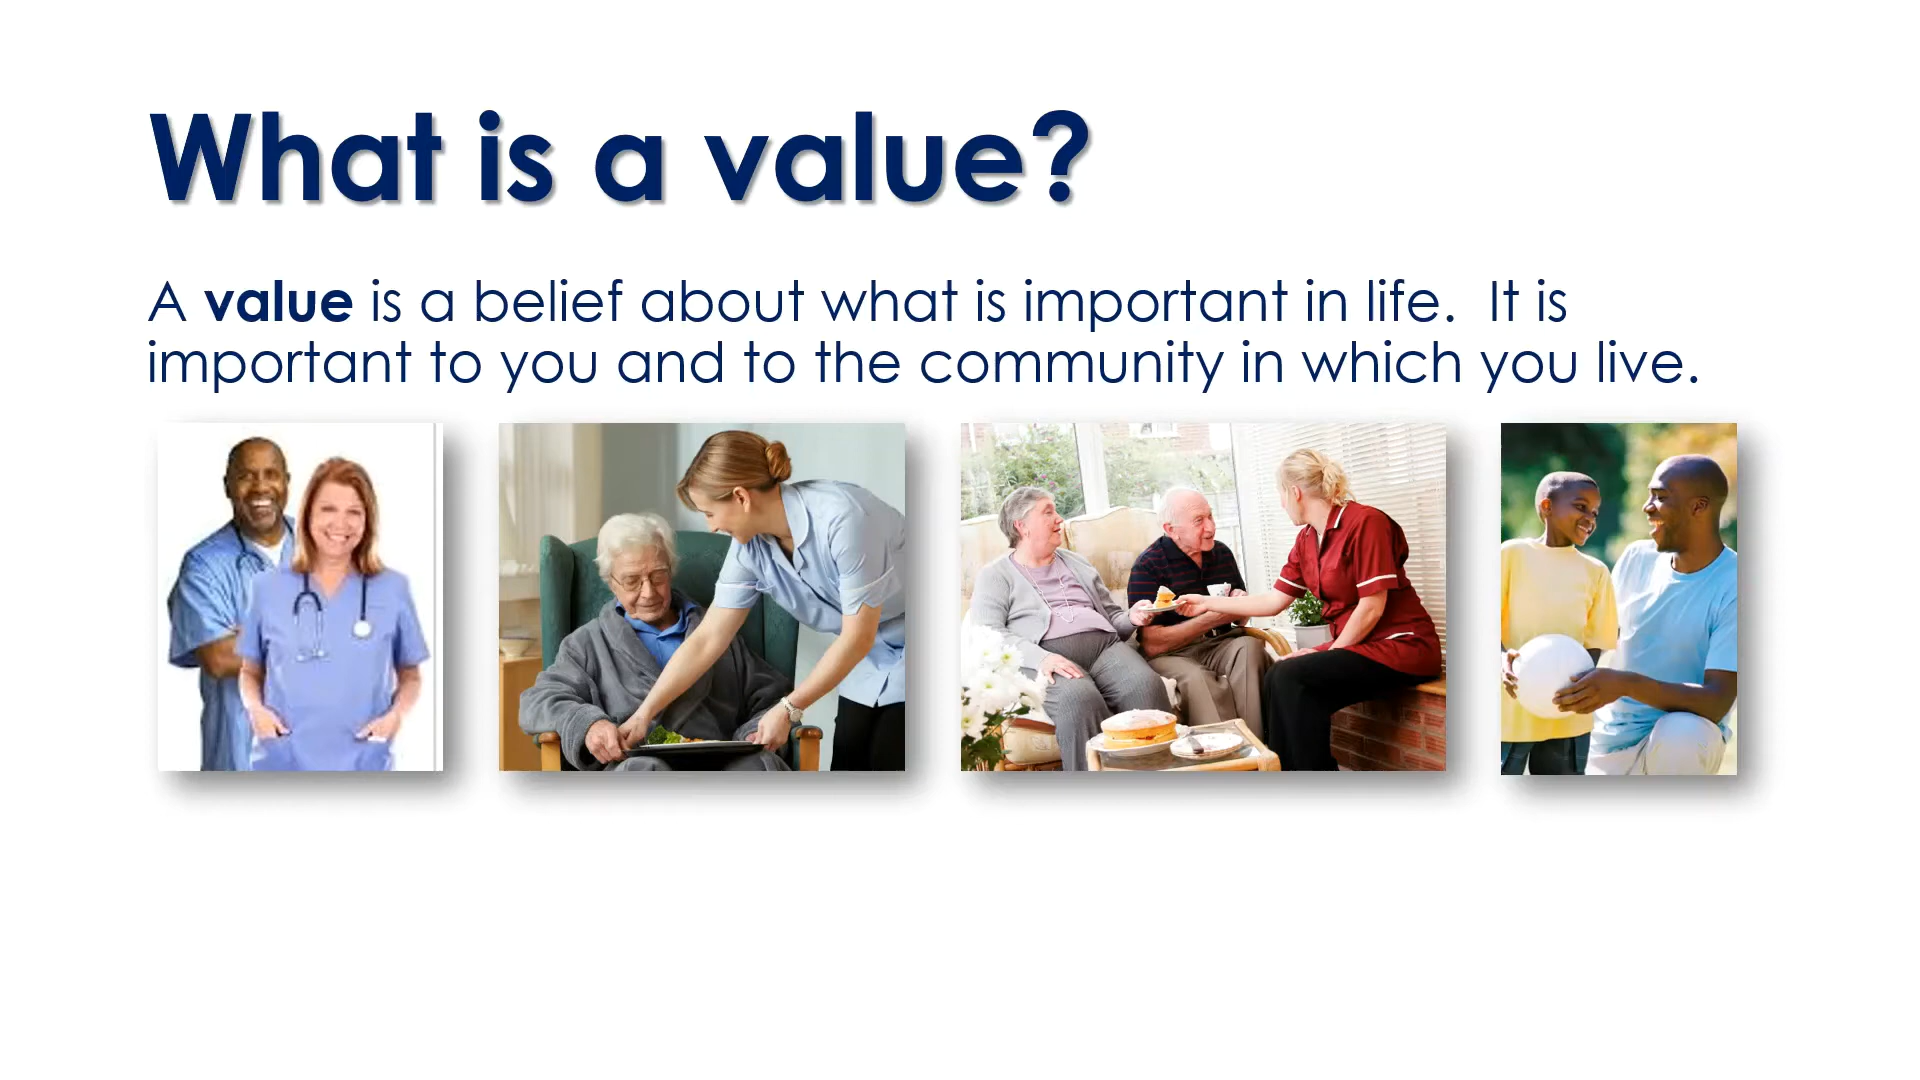 What is a value?
A value is a belief about what is important in life.  It is
important to you and to the community in which you live.